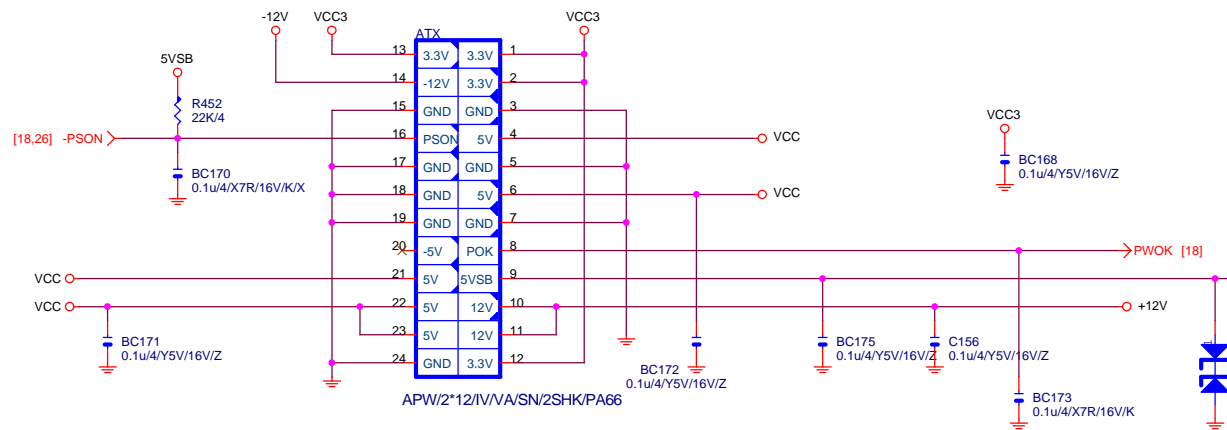 -12V
VCC3
VCC3
ATX
5VSB
R452
22K/4
[18,26] -PSON
BC170
0.1u/4/X7R/16V/K/X
13 3.3V 3.3V 1
14 -12V 3.3V 2
15 GND GND 3
16 PSON 5V 4
17 GND GND 5
18 GND 5V 6
19 GND GND 7
20 -5V POK 8
21 5V 5VSB 9
22 5V 12V 10
23 5V 12V 11
24 GND 3.3V 12
VCC
VCC
VCC3
BC168
0.1u/4/Y5V/16V/Z
PWOK [18]
VCC
VCC
+12V
BC171
0.1u/4/Y5V/16V/Z
BC172
0.1u/4/Y5V/16V/Z
BC175
0.1u/4/Y5V/16V/Z
C156
0.1u/4/Y5V/16V/Z
BC173
0.1u/4/X7R/16V/K
APW/2*12/IV/VA/SN/2SHK/PA66